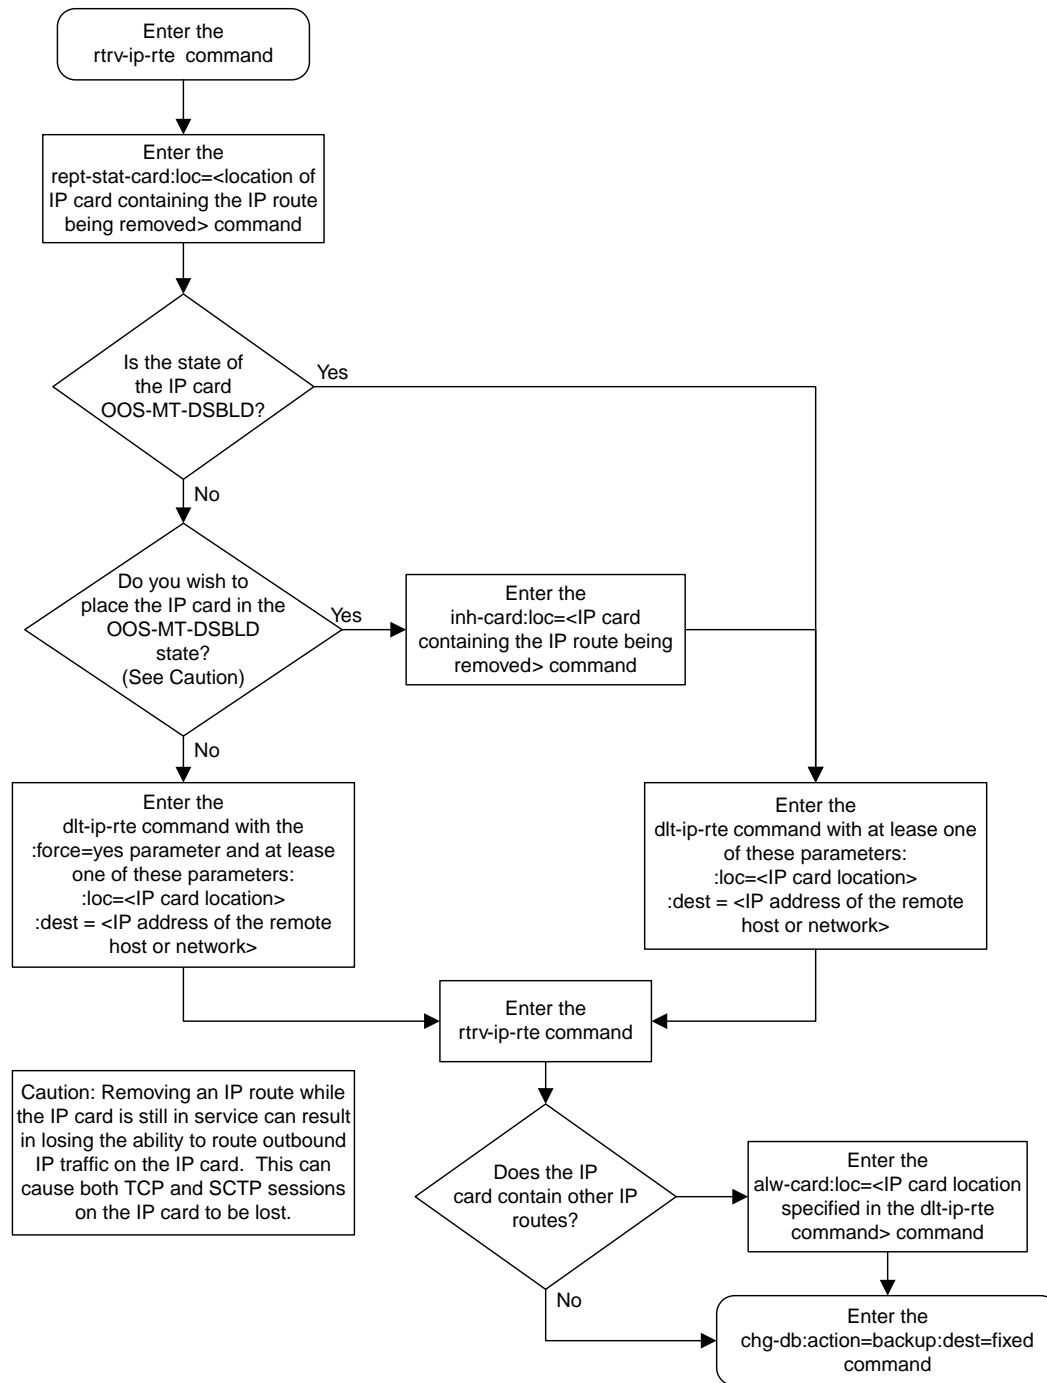 Enter the
rtrv-ip-rte command
Enter the
rept-stat-card:loc=<location of
IP card containing the IP route
being removed> command
Is the state of
the IP card
OOS-MT-DSBLD?
Yes
No
Do you wish to
place the IP card in the
OOS-MT-DSBLD
state?
(See Caution)
Yes
Enter the
inh-card:loc=<IP card
containing the IP route being
removed> command
No
Enter the
dlt-ip-rte command with the
:force=yes parameter and at lease
one of these parameters:
:loc=<IP card location>
:dest = <IP address of the remote
host or network>
Enter the
dlt-ip-rte command with at lease one
of these parameters:
:loc=<IP card location>
:dest = <IP address of the remote
host or network>
Enter the
rtrv-ip-rte command
Caution: Removing an IP route while
the IP card is still in service can result
in losing the ability to route outbound
IP traffic on the IP card. This can
cause both TCP and SCTP sessions
on the IP card to be lost.
Does the IP
card contain other IP
routes?
Enter the
alw-card:loc=<IP card location
specified in the dlt-ip-rte
command> command
No
Enter the
chg-db:action=backup:dest=fixed
command